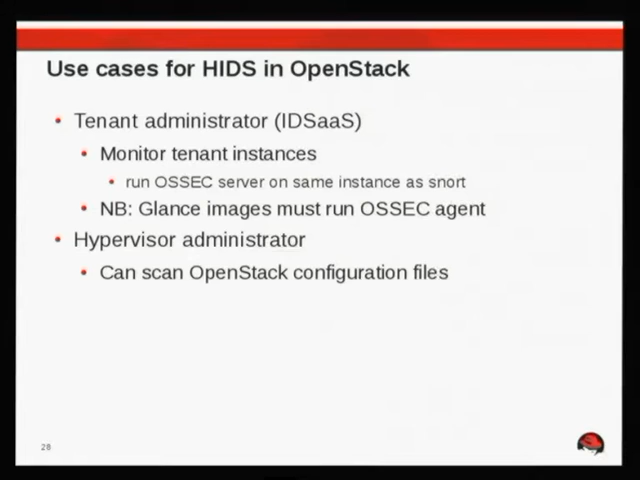 Use cases for HIDS in OpenStack
• Tenant administrator (IDSaaS)
• Monitor tenant instances
• run OSSEC server on same instance as snort
• NB: Glance images must run OSSEC agent
• Hypervisor administrator
• Can scan OpenStack configuration files
28